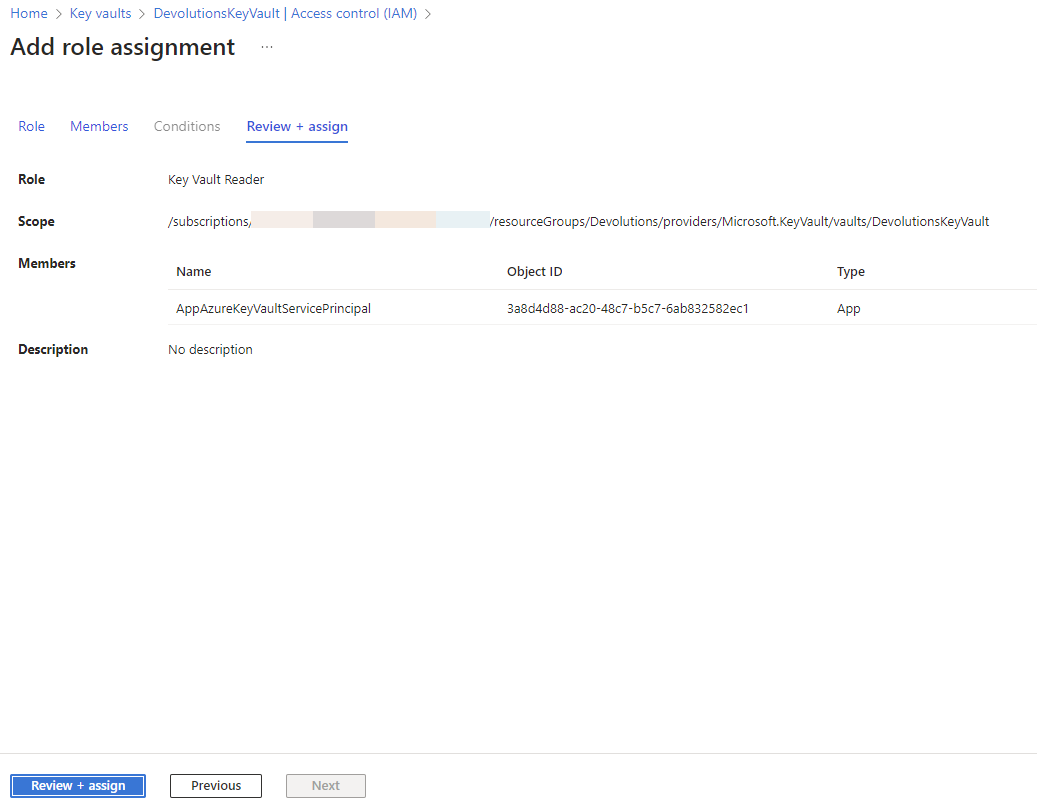 Home > Key vaults > DevolutionsKeyVault | Access control (IAM) >
Add role assignment ...
Role Members Conditions Review + assign
Role Key Vault Reader
Scope /subscriptions/ /resourceGroups/Devolutions/providers/Microsoft.KeyVault/vaults/DevolutionsKeyVault
Members
Name Object ID Type
AppAzureKeyVaultServicePrincipal 3a8d4d88-ac20-48c7-b5c7-6ab832582ec1 App
Description No description
Review + assign Previous Next